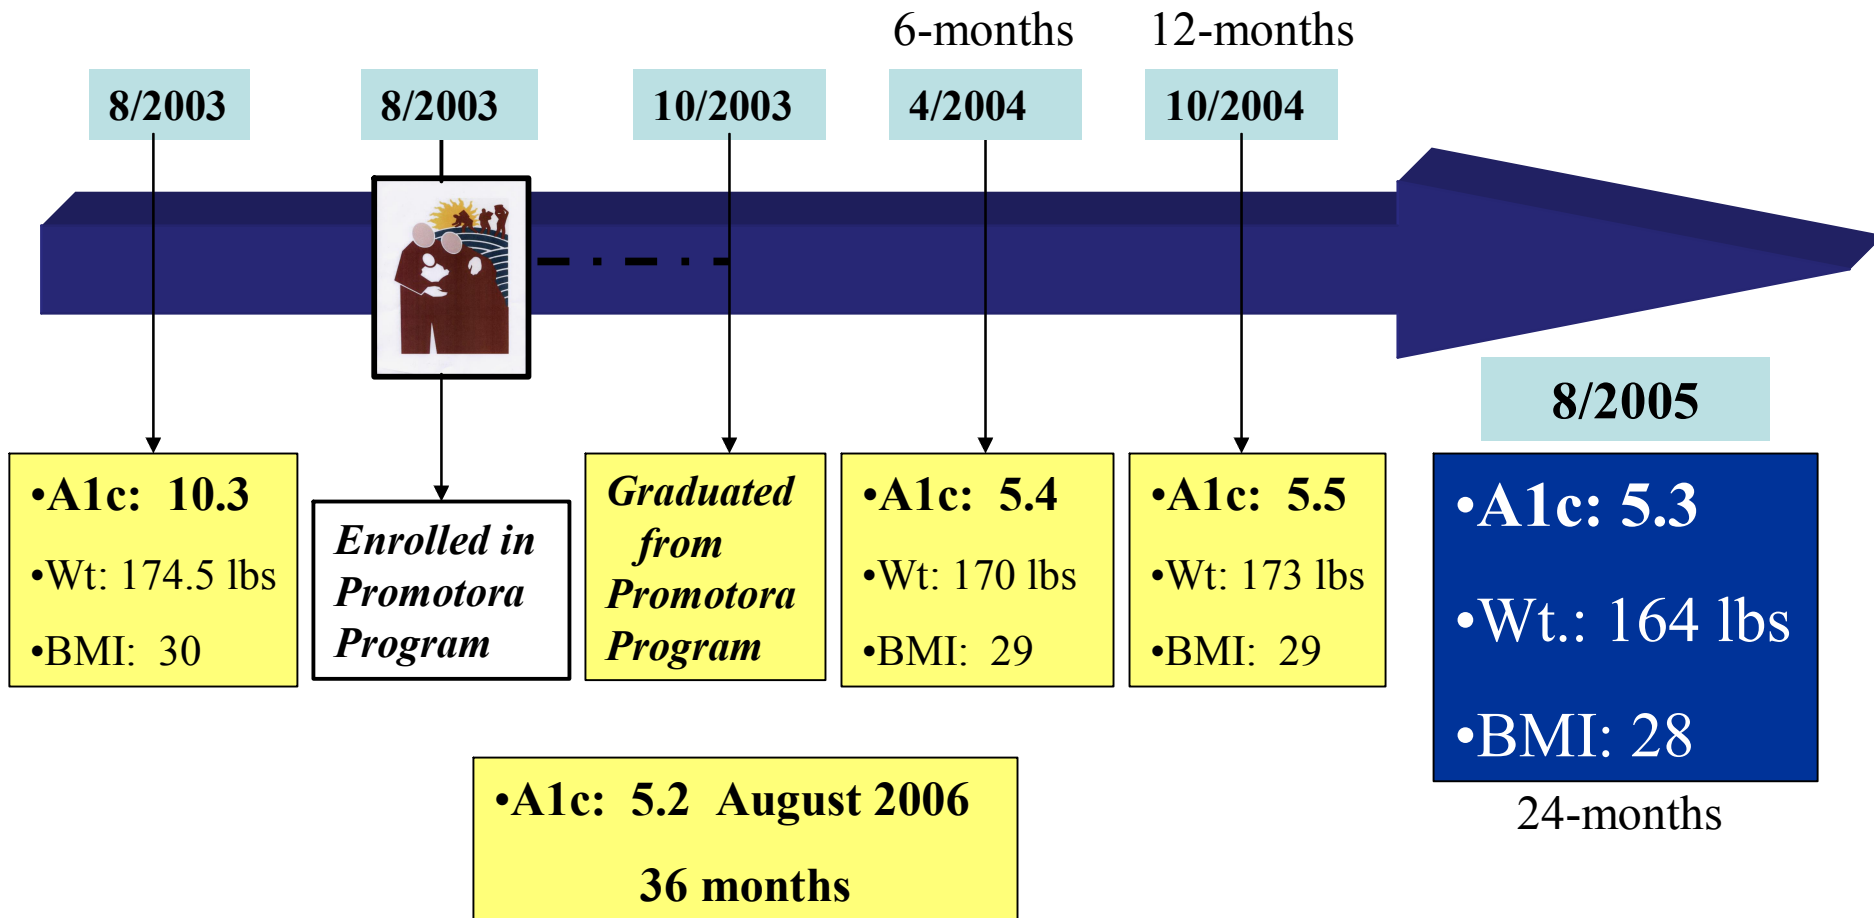 6-months
12-months
8/2003
8/2003
10/2003
4/2004
10/2004
8/2005
•A1c: 10.3
•Wt: 174.5 lbs
•BMI: 30
Enrolled in
Promotora
Program
Graduated
from
Promotora
Program
•A1c: 5.4
•Wt: 170 lbs
•BMI: 29
•A1c: 5.5
•Wt: 173 lbs
•BMI: 29
•A1c: 5.3
•Wt.: 164 lbs
•BMI: 28
24-months
•A1c: 5.2 August 2006
36 months